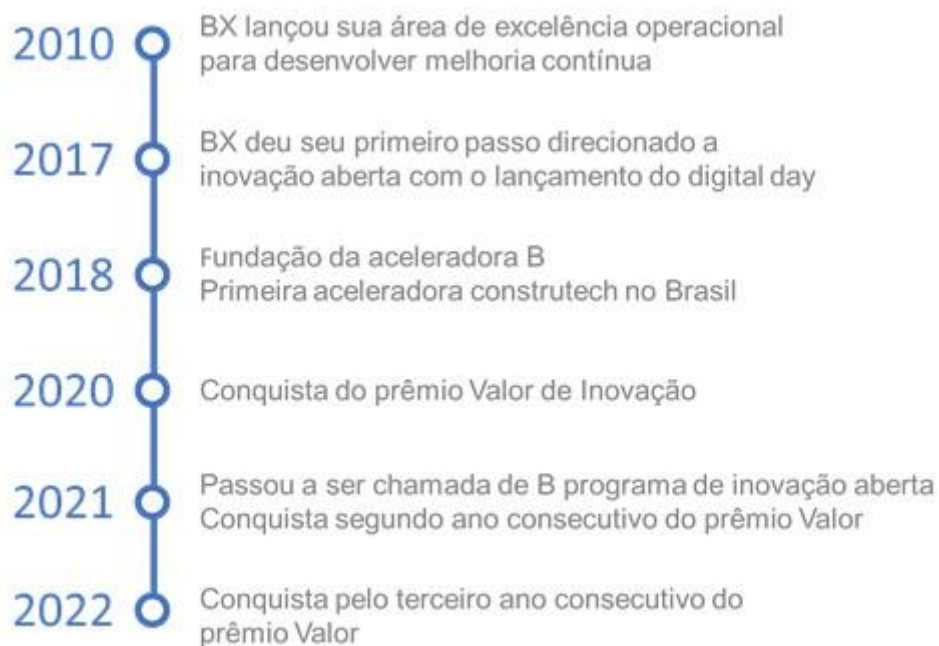 2010
BX lançou sua área de excelência operacional
para desenvolver melhoria contínua
2017
BX deu seu primeiro passo direcionado a
inovação aberta com o lançamento do digital day
2018
Fundação da aceleradora B
Primeira aceleradora construtech no Brasil
2020
Conquista do prêmio Valor de Inovação
2021
Passou a ser chamada de B programa de inovação aberta
Conquista segundo ano consecutivo do prêmio Valor
2022
Conquista pelo terceiro ano consecutivo do
prêmio Valor